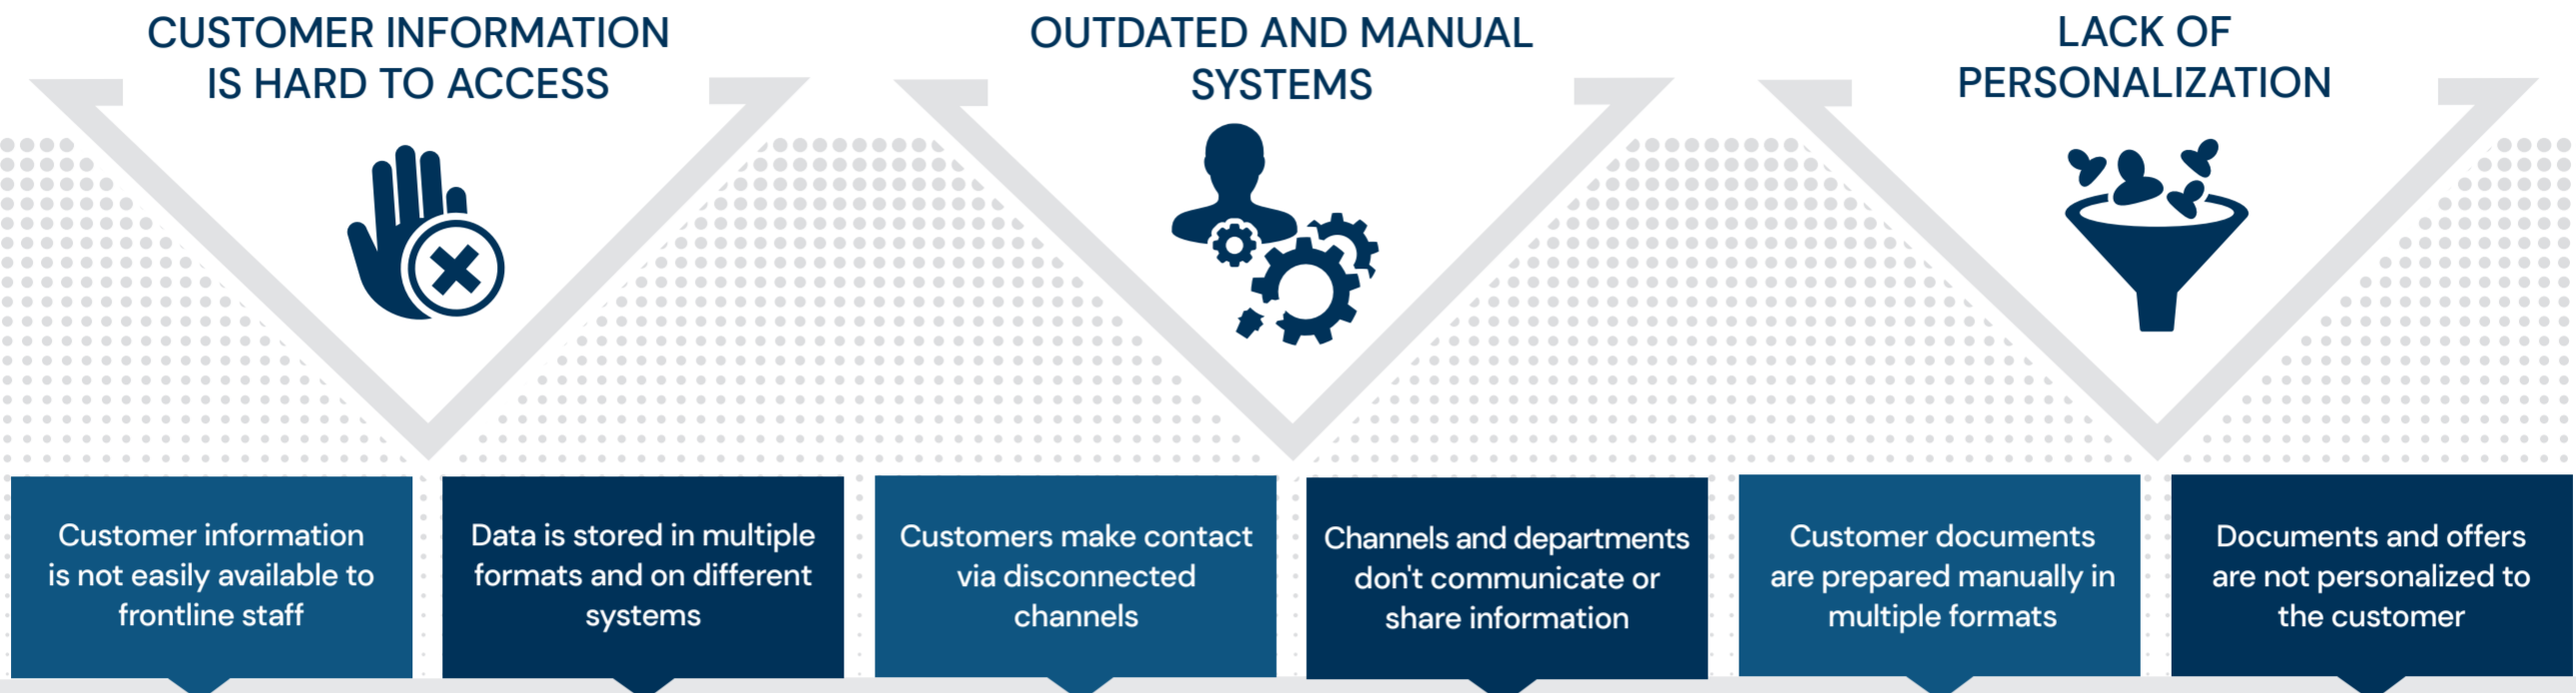 CUSTOMER INFORMATION
IS HARD TO ACCESS
OUTDATED AND MANUAL
SYSTEMS
LACK OF
PERSONALIZATION
Customer information
is not easily available to
frontline staff
Data is stored in multiple
formats and on different
systems
Customers make contact
via disconnected
channels
Channels and departments
don't communicate or
share information
Customer documents
are prepared manually in
multiple formats
Documents and offers
are not personalized to
the customer